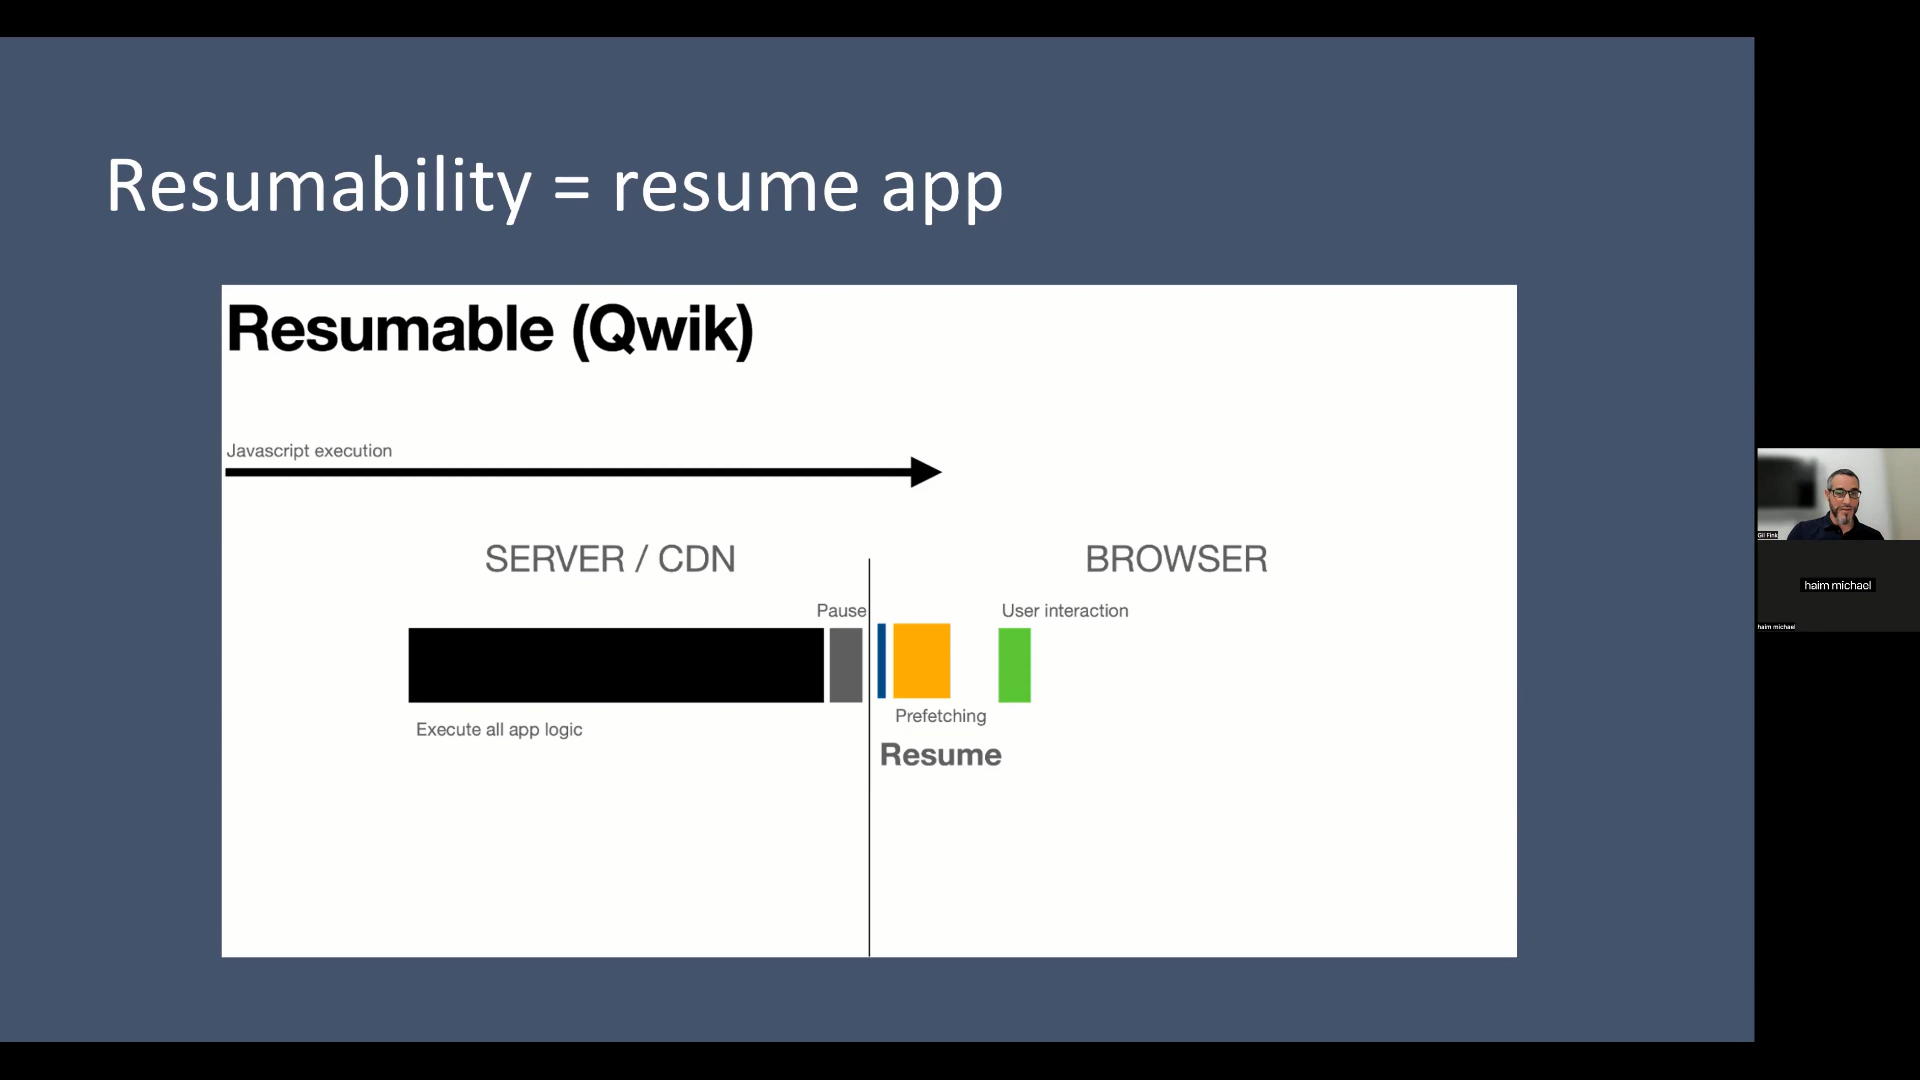 Resumability = resume app
Resumable (Qwik)
Javascript execution
SERVER / CDN
BROWSER
Pause
User interaction
Execute all app logic
Prefetching
Resume
Gil Fink
haim michael
haim michael